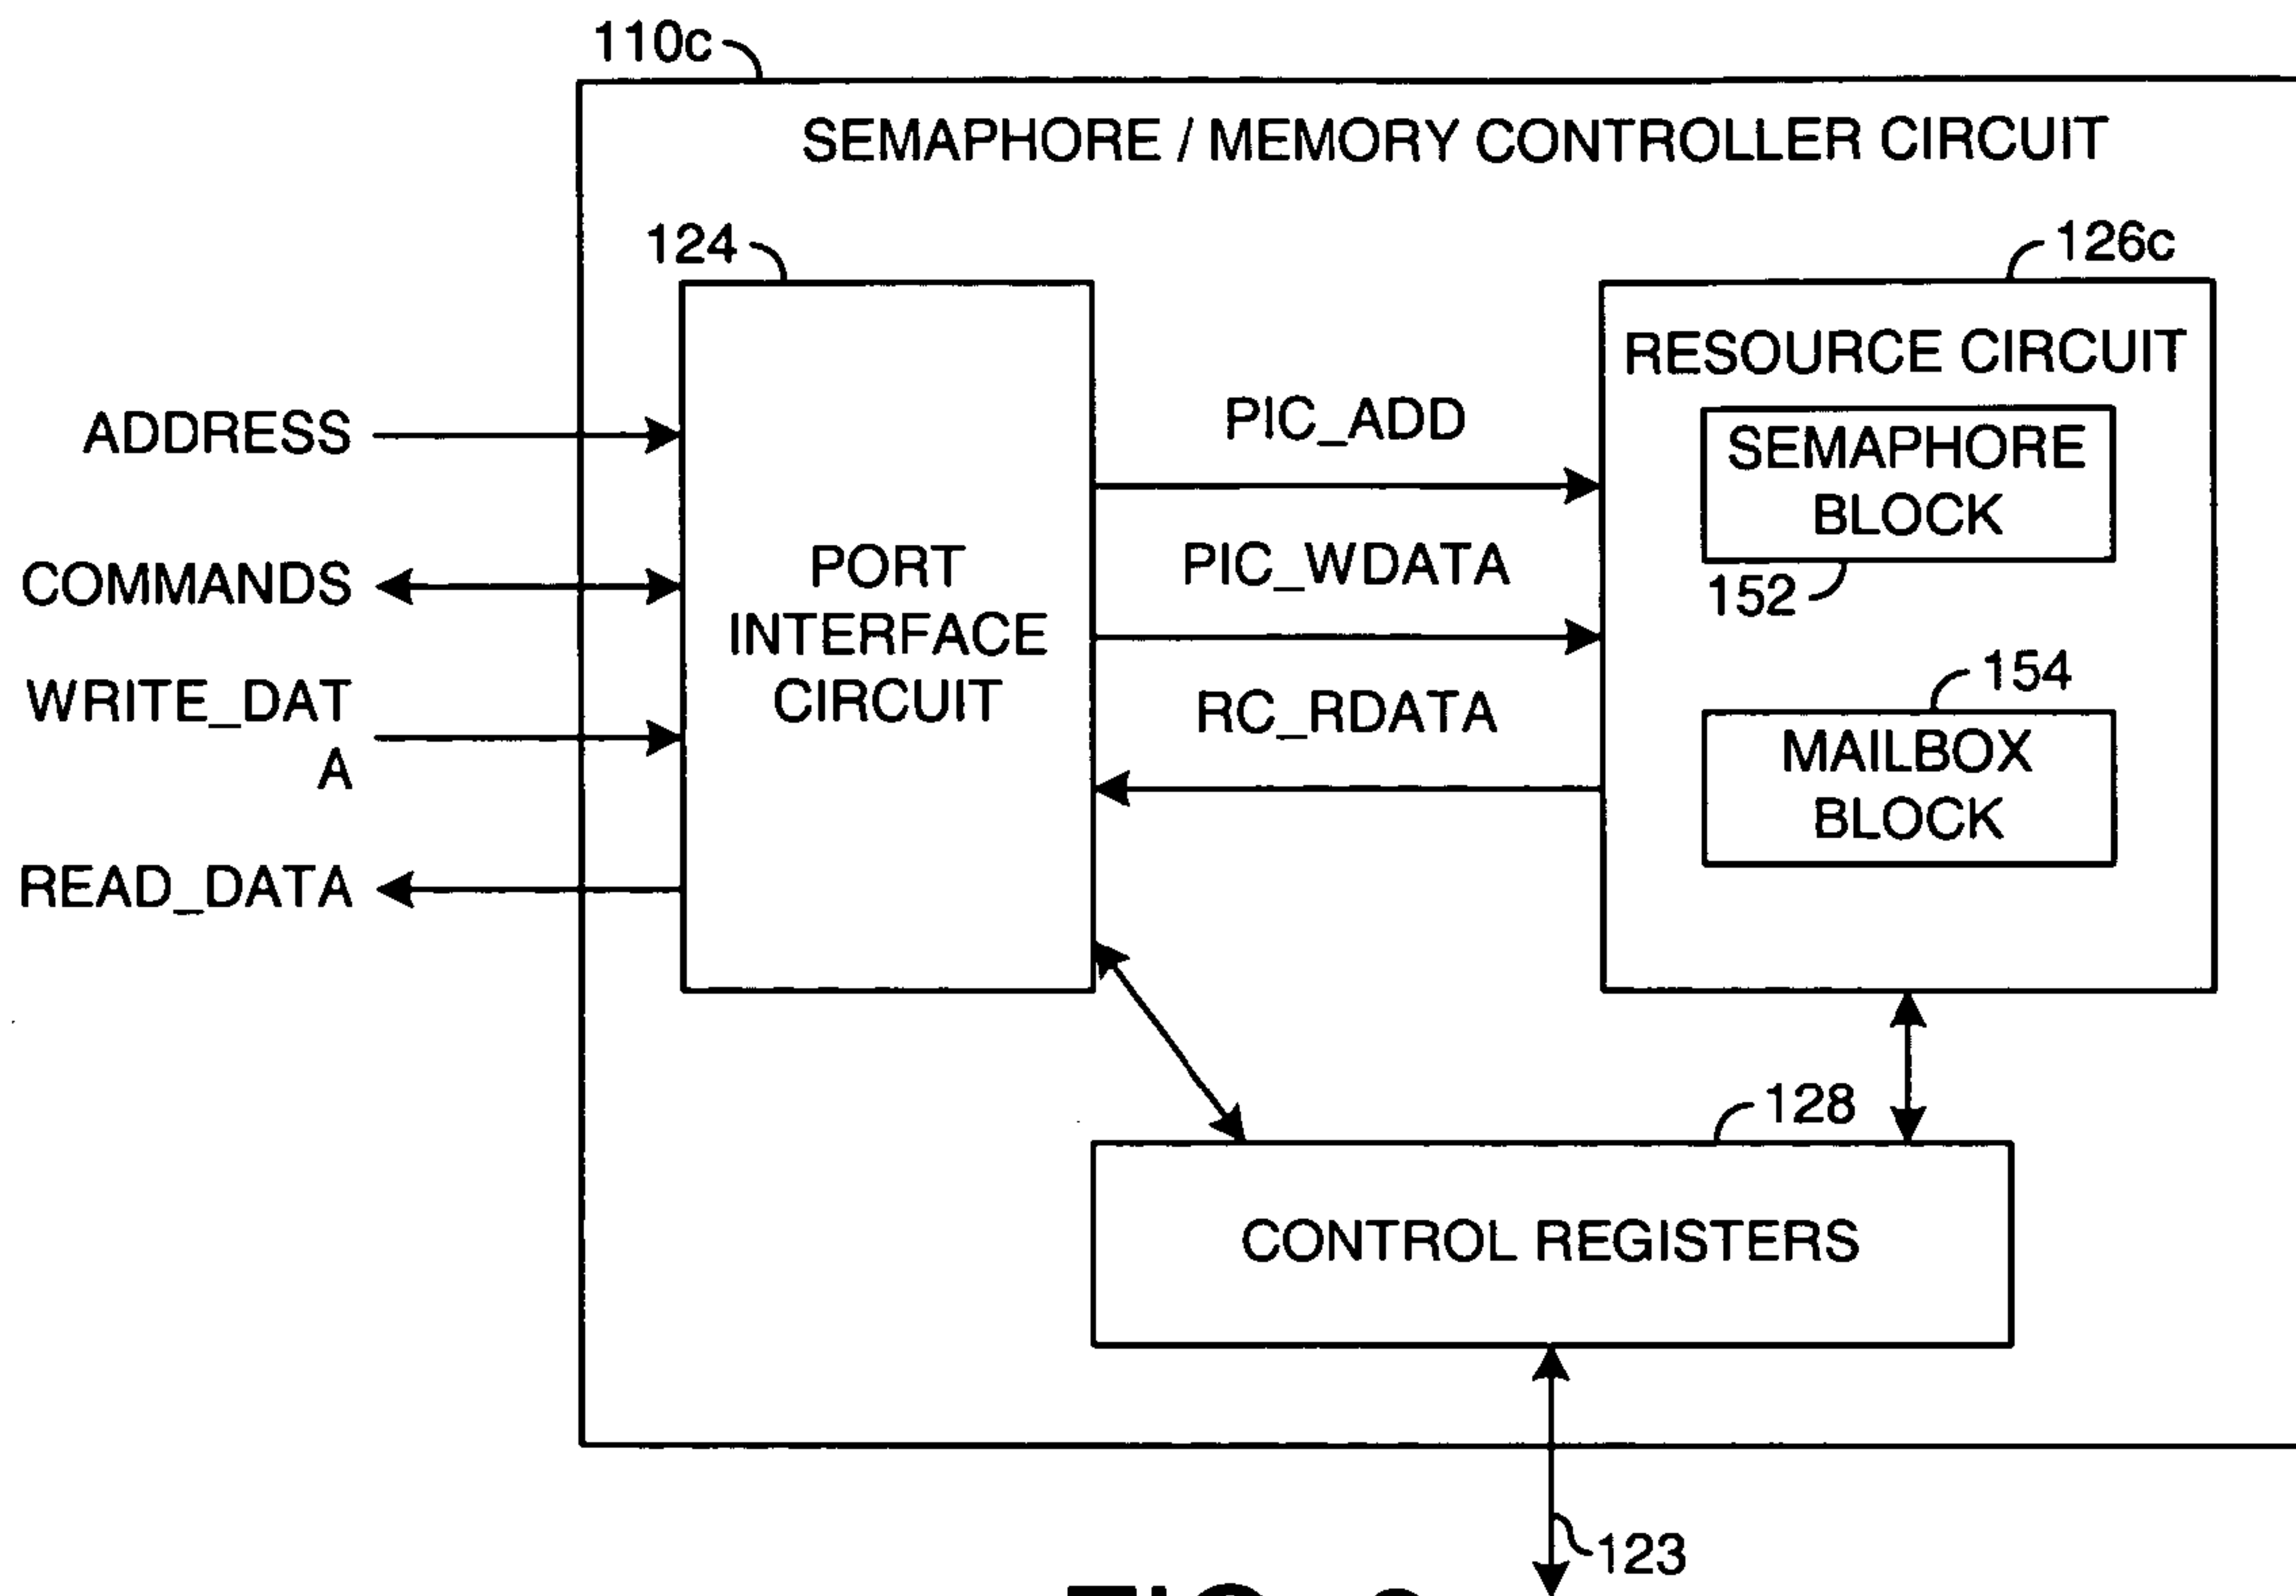 110c
SEMAPHORE / MEMORY CONTROLLER CIRCUIT
124
126c
RESOURCE CIRCUIT
ADDRESS
PIC_ADD
SEMAPHORE
BLOCK
COMMANDS
PORT
INTERFACE
CIRCUIT
PIC_WDATA
152
WRITE_DAT
A
RC_RDATA
154
MAILBOX
BLOCK
READ_DATA
128
CONTROL REGISTERS
123